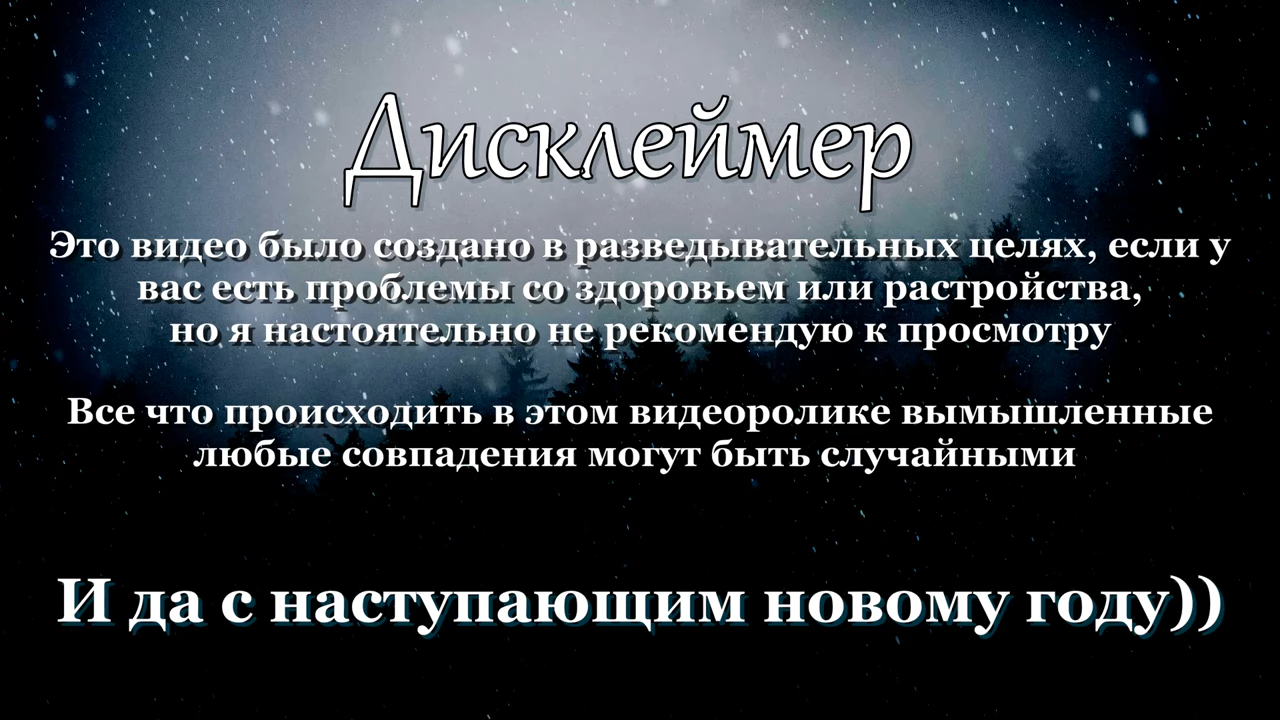 Дисклеймер
Это видео было создано в разведывательных целях, если у
вас есть проблемы со здоровьем или растройства,
но я настоятельно не рекомендую к просмотру
Все что происходить в этом видеоролике вымышленные
любые совпадения могут быть случайными
И да с наступающим новому году))